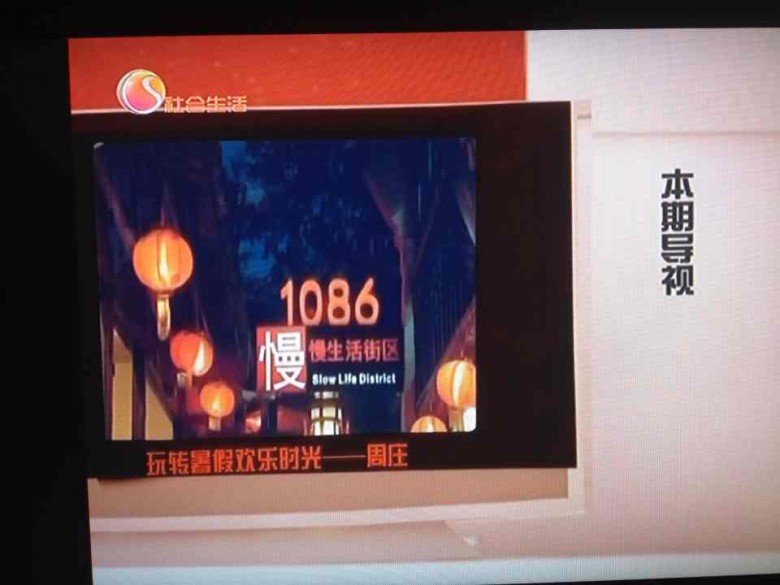 社会生活
本期导视
1086
慢
慢生活街区
Slow Life District
玩转暑假欢乐时光——周庄